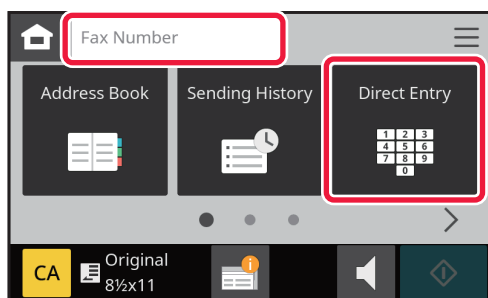 Fax Number
Address Book
Sending History
Direct Entry
1 2 3
4 5 6
7 8 9
0
CA
Original
8½x11
i